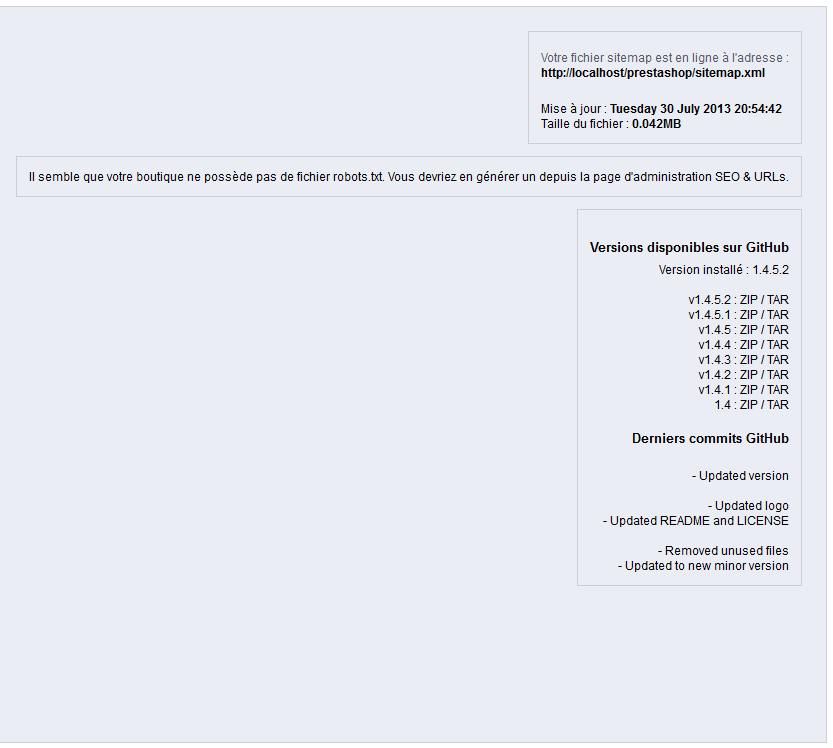 Votre fichier sitemap est en ligne à l'adresse :
http://localhost/prestashop/sitemap.xml
Mise à jour : Tuesday 30 July 2013 20:54:42
Taille du fichier : 0.042MB
Il semble que votre boutique ne possède pas de fichier robots.txt. Vous devriez en générer un depuis la page d'administration SEO & URLs.
Versions disponibles sur GitHub
Version installé : 1.4.5.2
v1.4.5.2 : ZIP / TAR
v1.4.5.1 : ZIP / TAR
v1.4.5 : ZIP / TAR
v1.4.4 : ZIP / TAR
v1.4.3 : ZIP / TAR
v1.4.2 : ZIP / TAR
v1.4.1 : ZIP / TAR
1.4 : ZIP / TAR
Derniers commits GitHub
- Updated version
- Updated logo
- Updated README and LICENSE
- Removed unused files
- Updated to new minor version